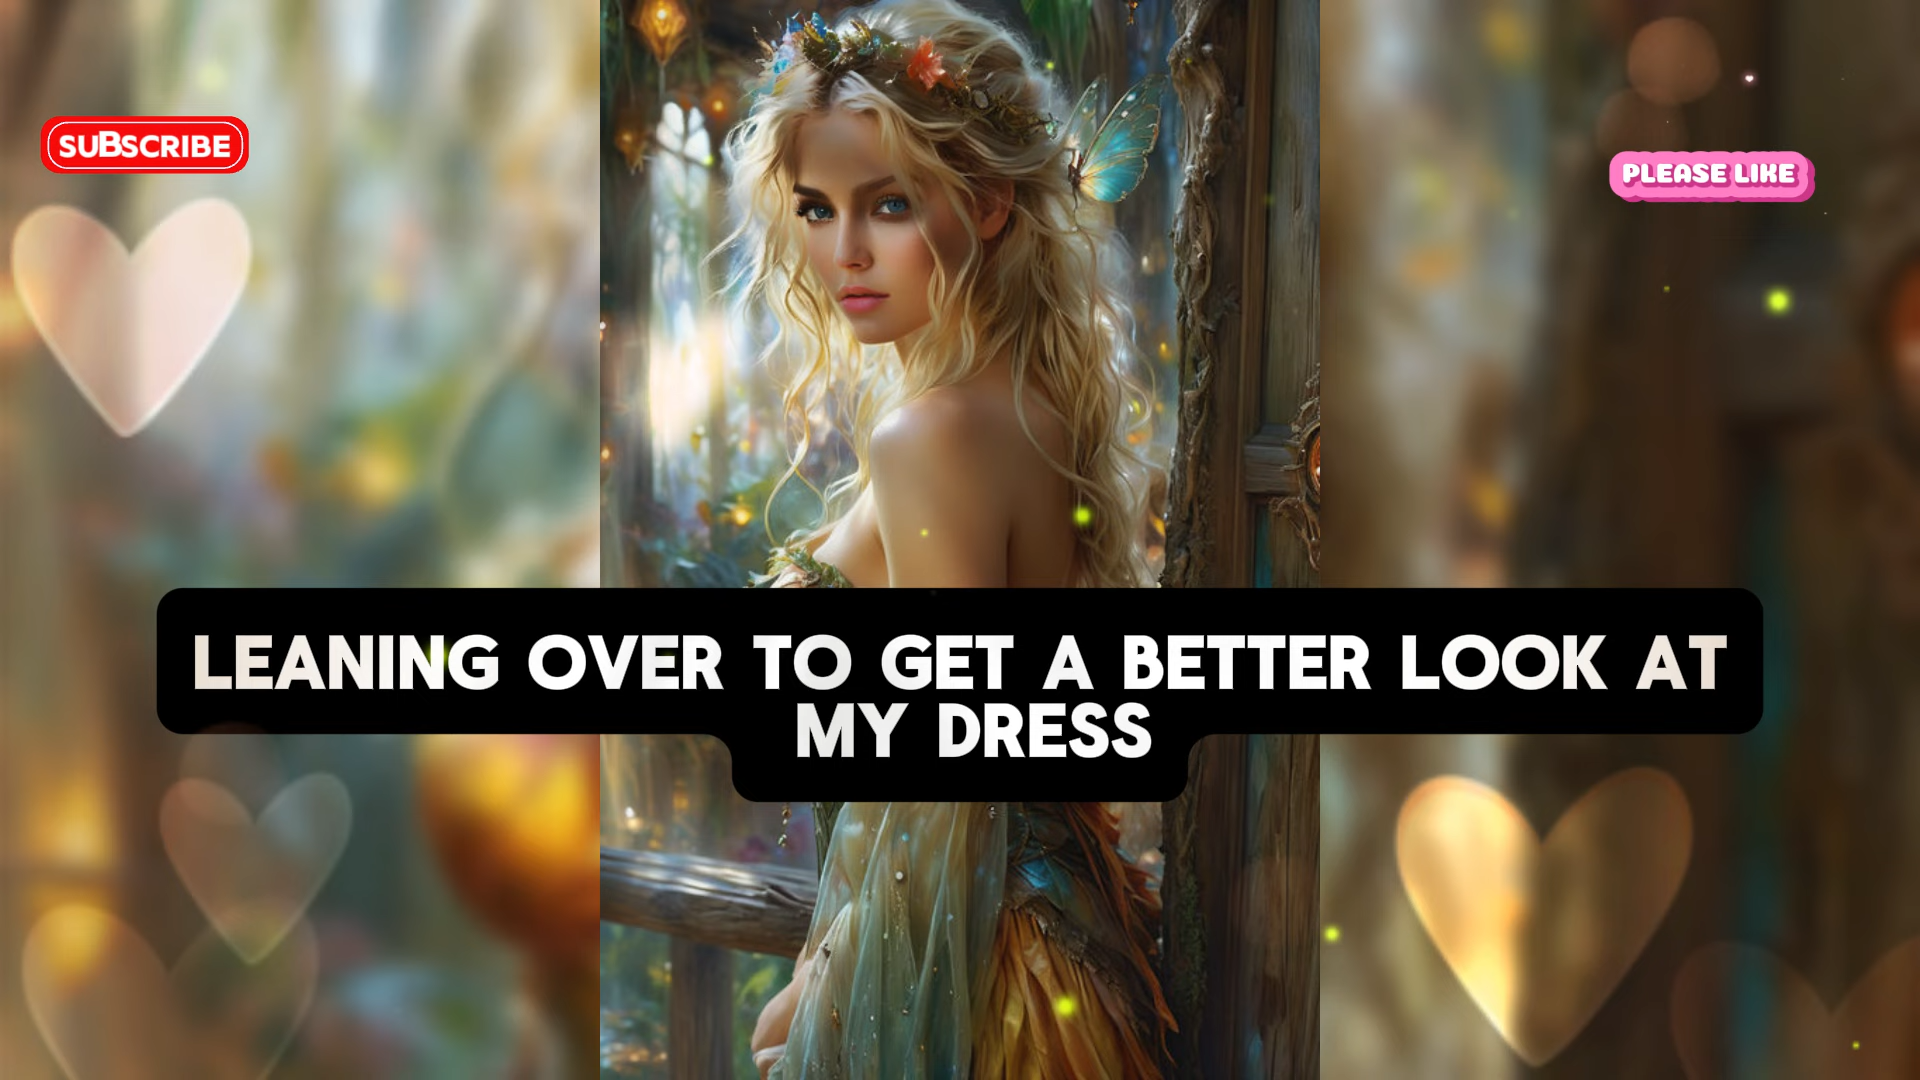 SUBSCRIBE
PLEASE LIKE
LEANING OVER TO GET A BETTER LOOK AT
MY DRESS